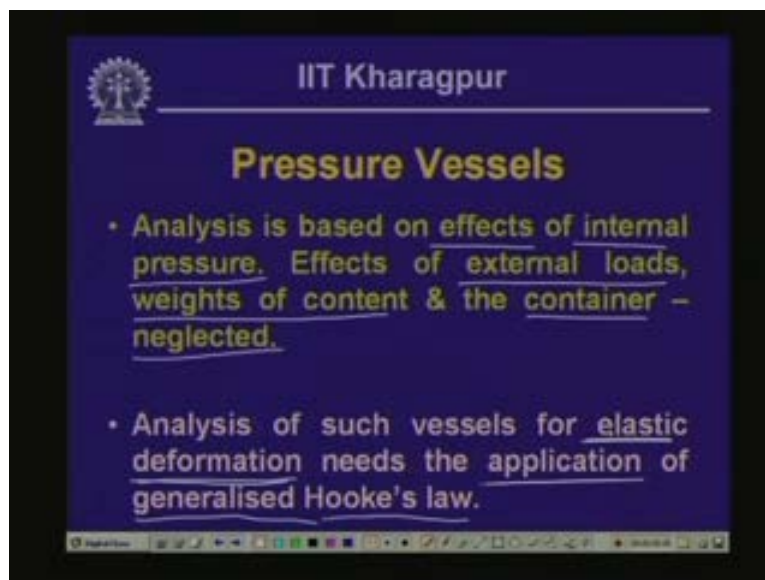 IIT Kharagpur
Pressure Vessels
• Analysis is based on effects of internal
pressure. Effects of external loads,
weights of content & the container –
neglected.
• Analysis of such vessels for elastic
deformation needs the application of
generalised Hooke's law.